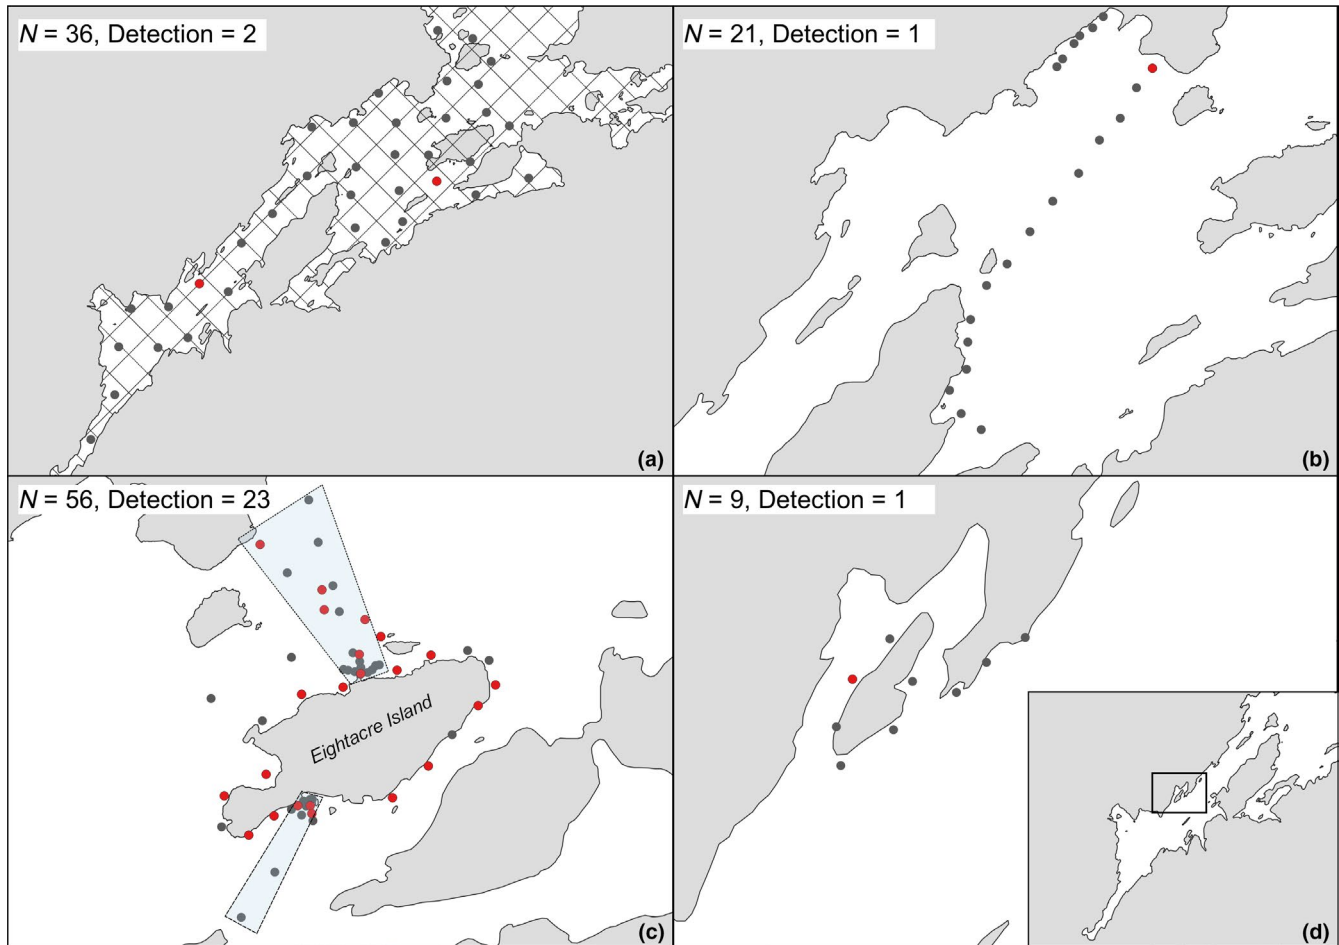 N = 36, Detection = 2
(a)
N = 21, Detection = 1
(b)
N = 56, Detection = 23
Eightacre Island
(c)
N = 9, Detection = 1
(d)